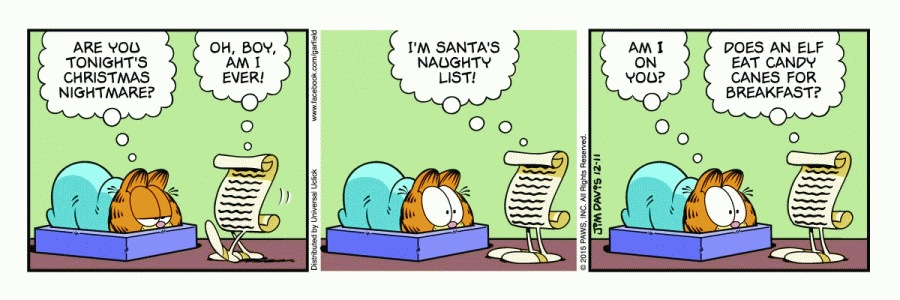 ARE YOU
TONIGHT'S
CHRISTMAS
NIGHTMARE?
OH, BOY,
AM I
EVER!
www.facebook.com/garfield
Distributed by Universal Uclick
I'M SANTA'S
NAUGHTY
LIST!
© 2015 PAWS, INC. All Rights Reserved.
JIM DAVIS 12-11
AM I
ON
YOU?
DOES AN ELF
EAT CANDY
CANES FOR
BREAKFAST?